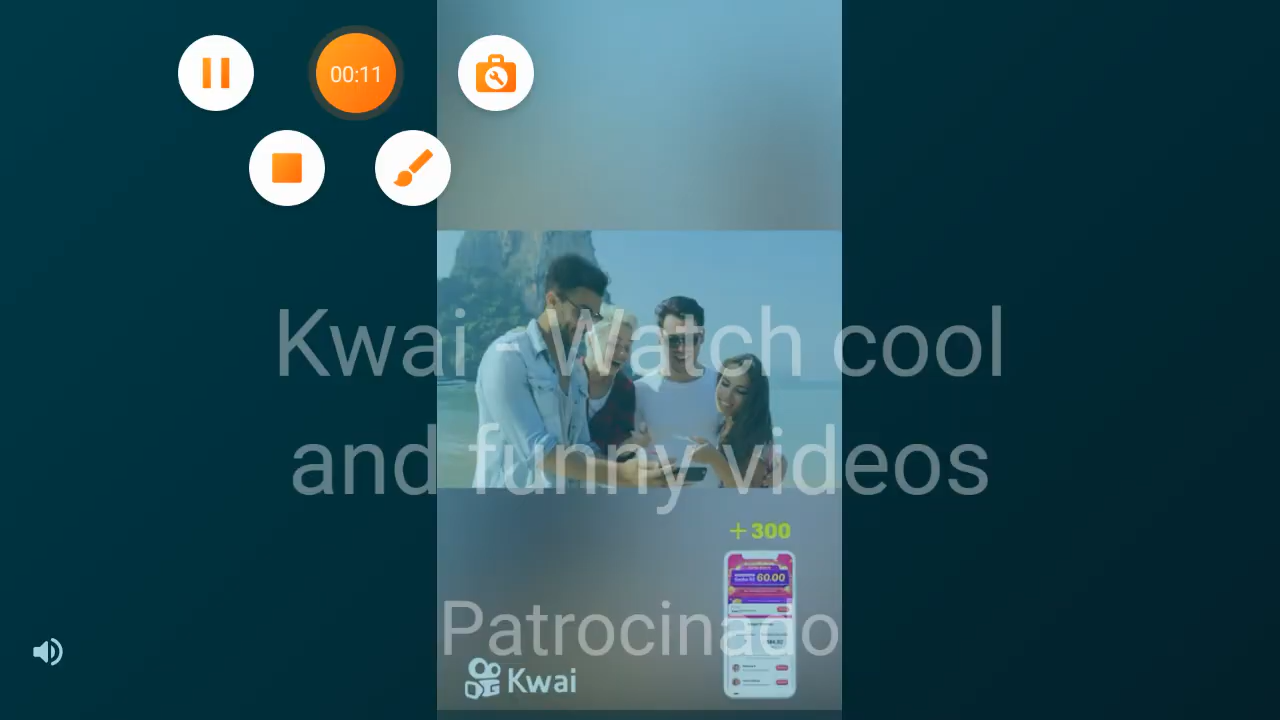 00:11
Kwai - Watch cool
and funny videos
+300
60.00
Patrocinado
Kwai